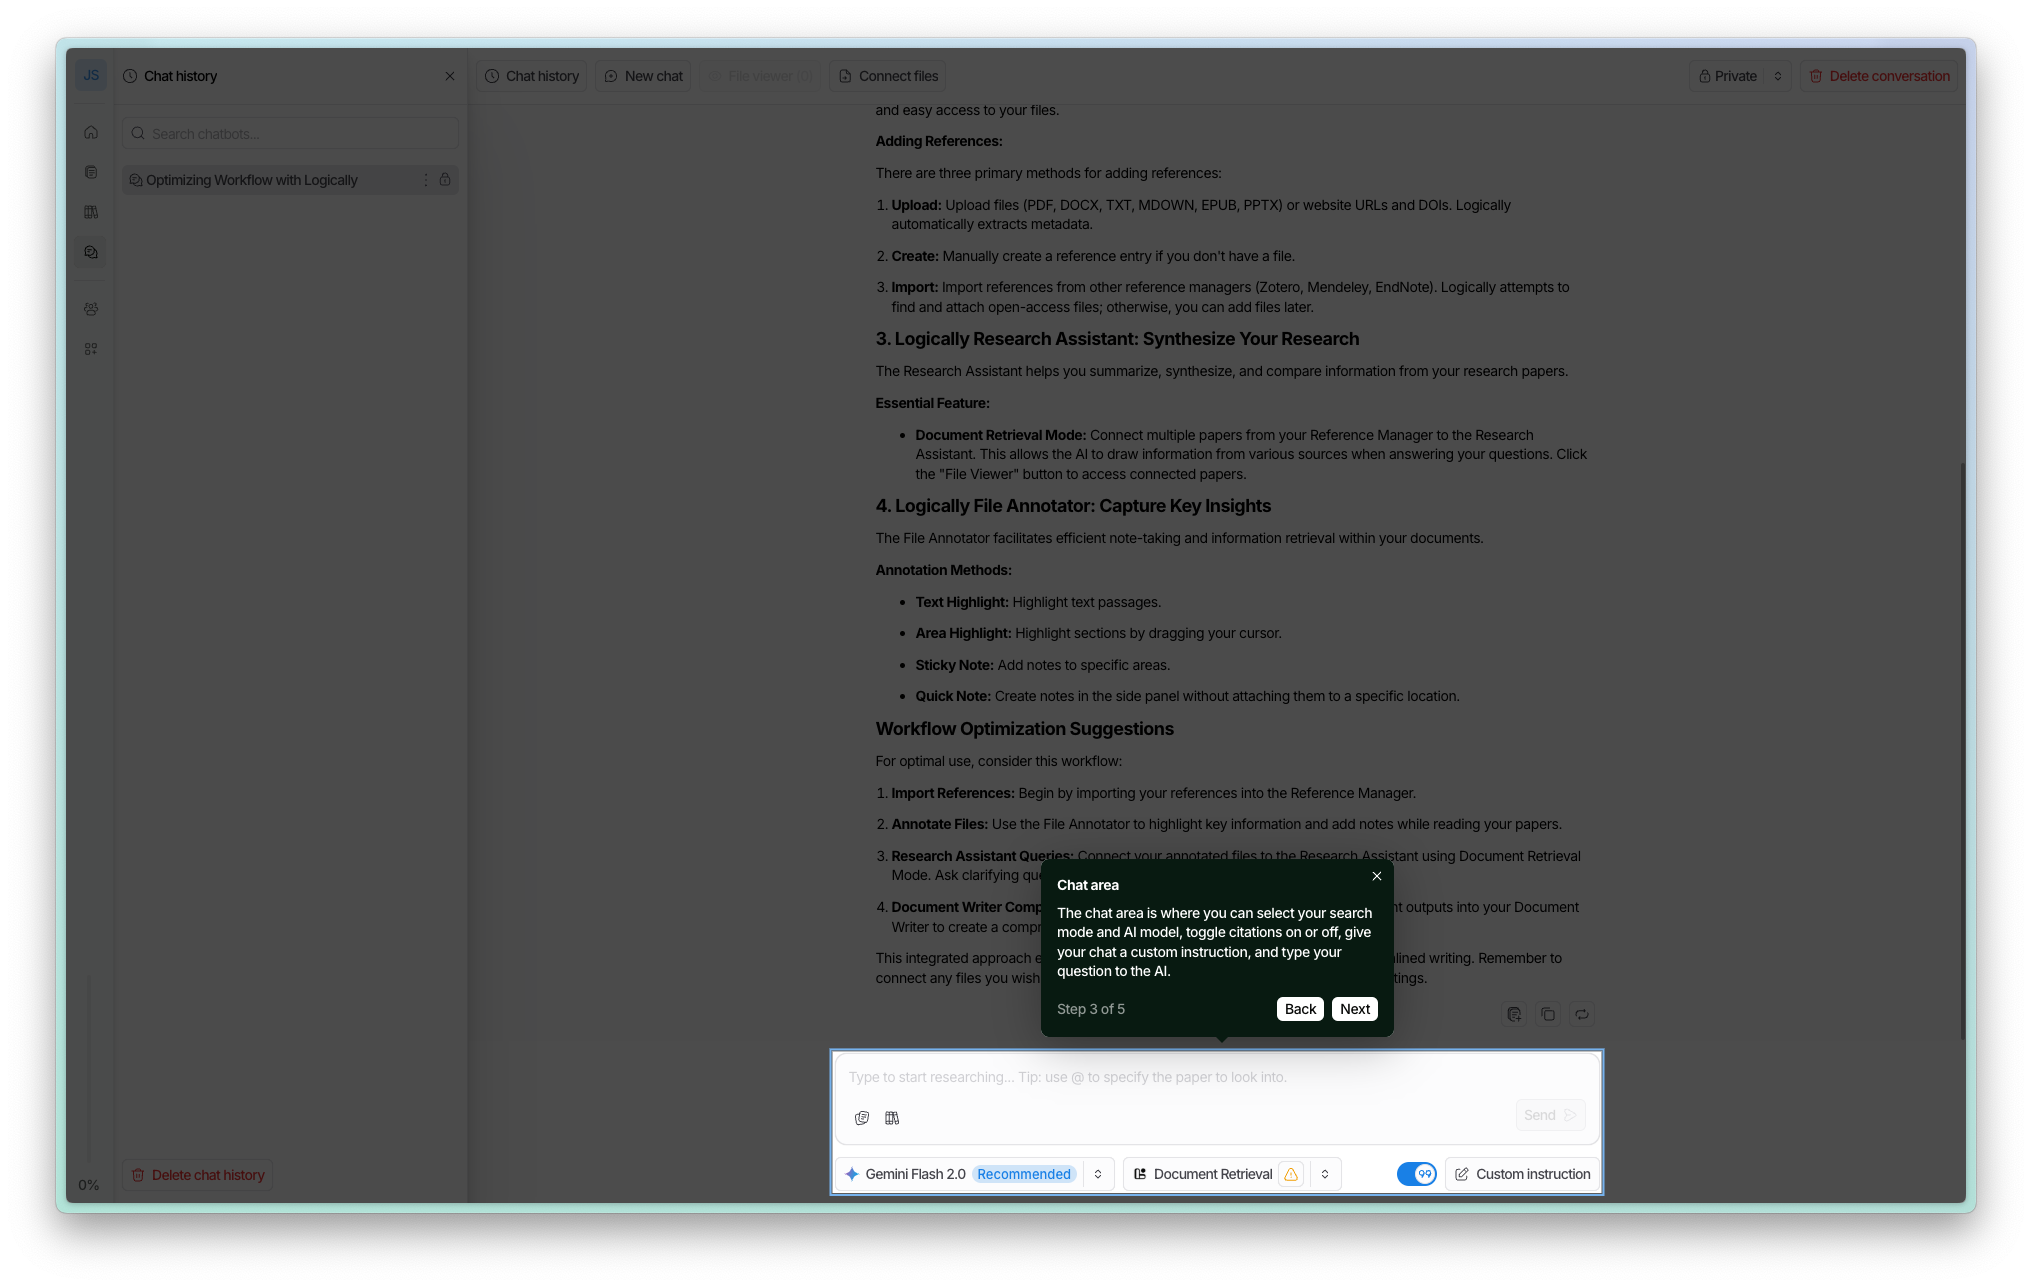 JS
Chat history
Chat history
New chat
File viewer (0)
Connect files
Private
Delete conversation
Search chatbots...
Optimizing Workflow with Logically
and easy access to your files.
Adding References:
There are three primary methods for adding references:
1. Upload: Upload files (PDF, DOCX, TXT, MDOWN, EPUB, PPTX) or website URLs and DOIs. Logically
automatically extracts metadata.
2. Create: Manually create a reference entry if you don't have a file.
3. Import: Import references from other reference managers (Zotero, Mendeley, EndNote). Logically attempts to
find and attach open-access files; otherwise, you can add files later.
3. Logically Research Assistant: Synthesize Your Research
The Research Assistant helps you summarize, synthesize, and compare information from your research papers.
Essential Feature:
• Document Retrieval Mode: Connect multiple papers from your Reference Manager to the Research
Assistant. This allows the AI to draw information from various sources when answering your questions. Click
the "File Viewer" button to access connected papers.
4. Logically File Annotator: Capture Key Insights
The File Annotator facilitates efficient note-taking and information retrieval within your documents.
Annotation Methods:
• Text Highlight: Highlight text passages.
• Area Highlight: Highlight sections by dragging your cursor.
• Sticky Note: Add notes to specific areas.
• Quick Note: Create notes in the side panel without attaching them to a specific location.
Workflow Optimization Suggestions
For optimal use, consider this workflow:
1. Import References: Begin by importing your references into the Reference Manager.
2. Annotate Files: Use the File Annotator to highlight key information and add notes while reading your papers.
3. Research Assistant Queries: Connect your annotated files to the Research Assistant using Document Retrieval
Mode. Ask clarifying
4. Document Writer outputs into your Document
Writer to create a
This integrated approach writing. Remember to
connect any files you wish
Chat area
The chat area is where you can select your search
mode and AI model, toggle citations on or off, give
your chat a custom instruction, and type your
question to the AI.
Step 3 of 5
Back
Next
Type to start researching... Tip: use @ to specify the paper to look into.
Send
Gemini Flash 2.0
Recommended
Document Retrieval
Custom instruction
Delete chat history
0%